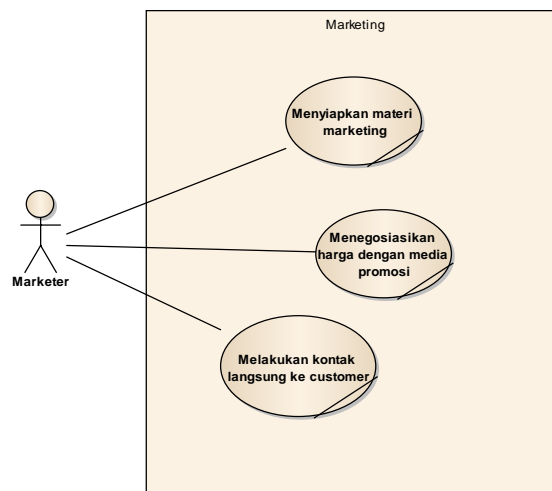 Marketing
Menyiapkan materi
marketing
Menegosiasikan
harga dengan media
promosi
Marketer
Melakukan kontak
langsung ke customer